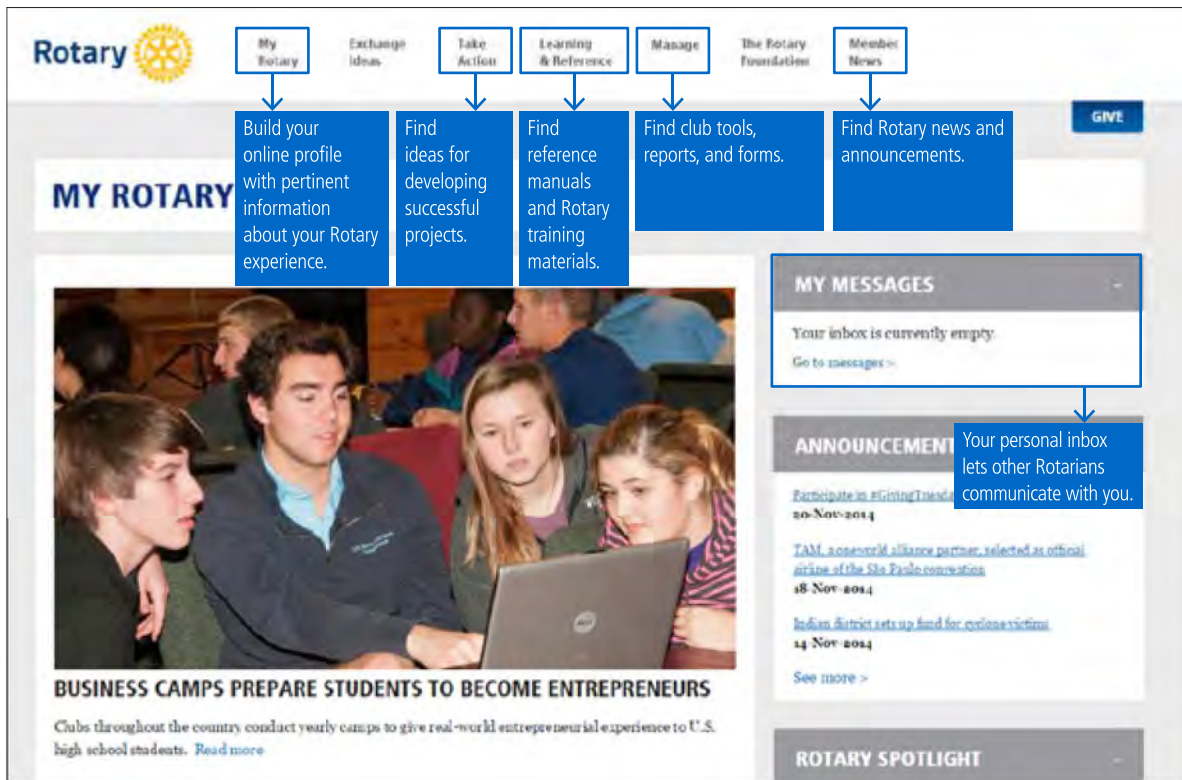 Rotary
My
Rotary
Exchange
Ideas
Take
Action
Learning
& Reference
Manage
The Rotary
Foundation
Member
News
GIVE
Build your
online profile
with pertinent
information
about your Rotary
experience.
Find
ideas for
developing
successful
projects.
Find
reference
manuals
and Rotary
training
materials.
Find club tools,
reports, and forms.
Find Rotary news and
announcements.
MY ROTARY
MY MESSAGES
Your inbox is currently empty.
Go to messages >
Your personal inbox
lets other Rotarians
communicate with you.
ANNOUNCEMENT
Participate in #GivingTuesda
20-Nov-2014
TAM, a oneworld alliance partner, selected as official
airline of the São Paulo convention
18-Nov-2014
Indian district sets up fund for cyclone victims
14-Nov-2014
See more >
ROTARY SPOTLIGHT
BUSINESS CAMPS PREPARE STUDENTS TO BECOME ENTREPRENEURS
Clubs throughout the country conduct yearly camps to give real-world entrepreneurial experience to U.S.
high school students. Read more